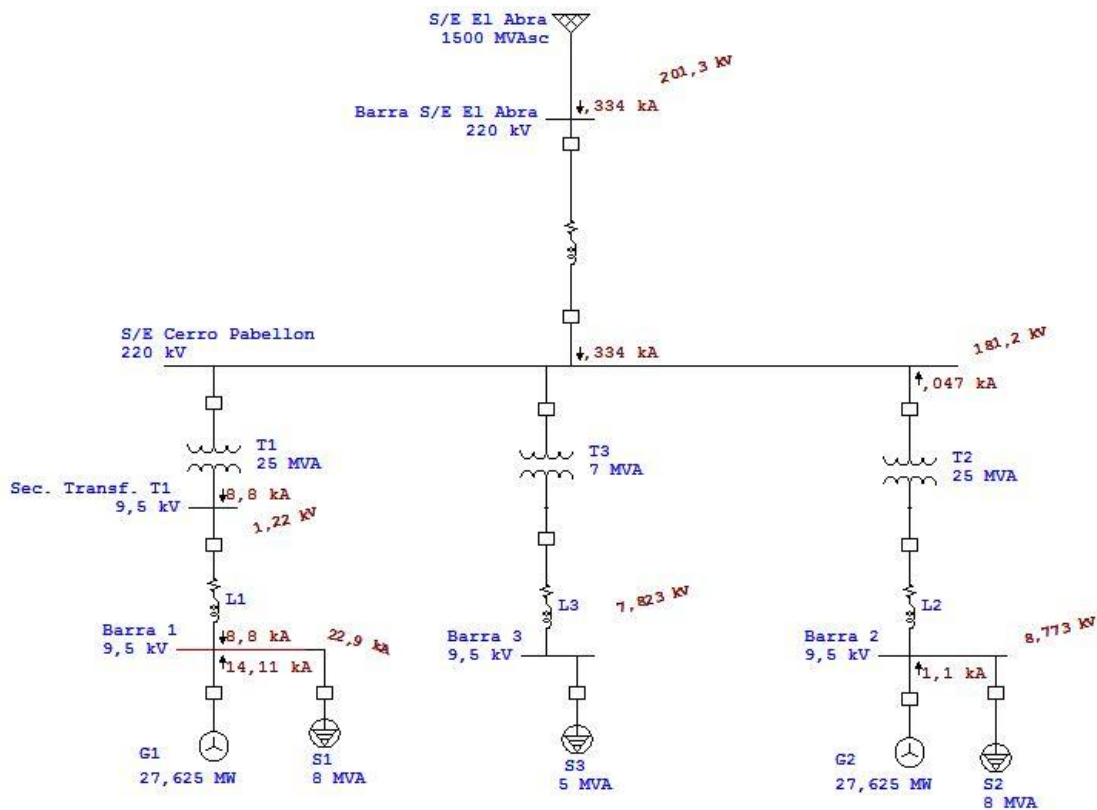 S/E El Abra
1500 MVAsc
201,3 kV
,334 kA
Barra S/E El Abra
220 kV
S/E Cerro Pabellon
220 kV
,334 kA
181,2 kV
,047 kA
T1
25 MVA
T3
7 MVA
T2
25 MVA
Sec. Transf. T1
9,5 kV
8,8 kA
1,22 kV
L1
7,823 kV
L3
L2
Barra 1
9,5 kV
8,8 kA
22,9 kA
14,11 kA
Barra 3
9,5 kV
Barra 2
9,5 kV
8,773 kV
1,1 kA
G1
27,625 MW
S1
8 MVA
S3
5 MVA
G2
27,625 MW
S2
8 MVA